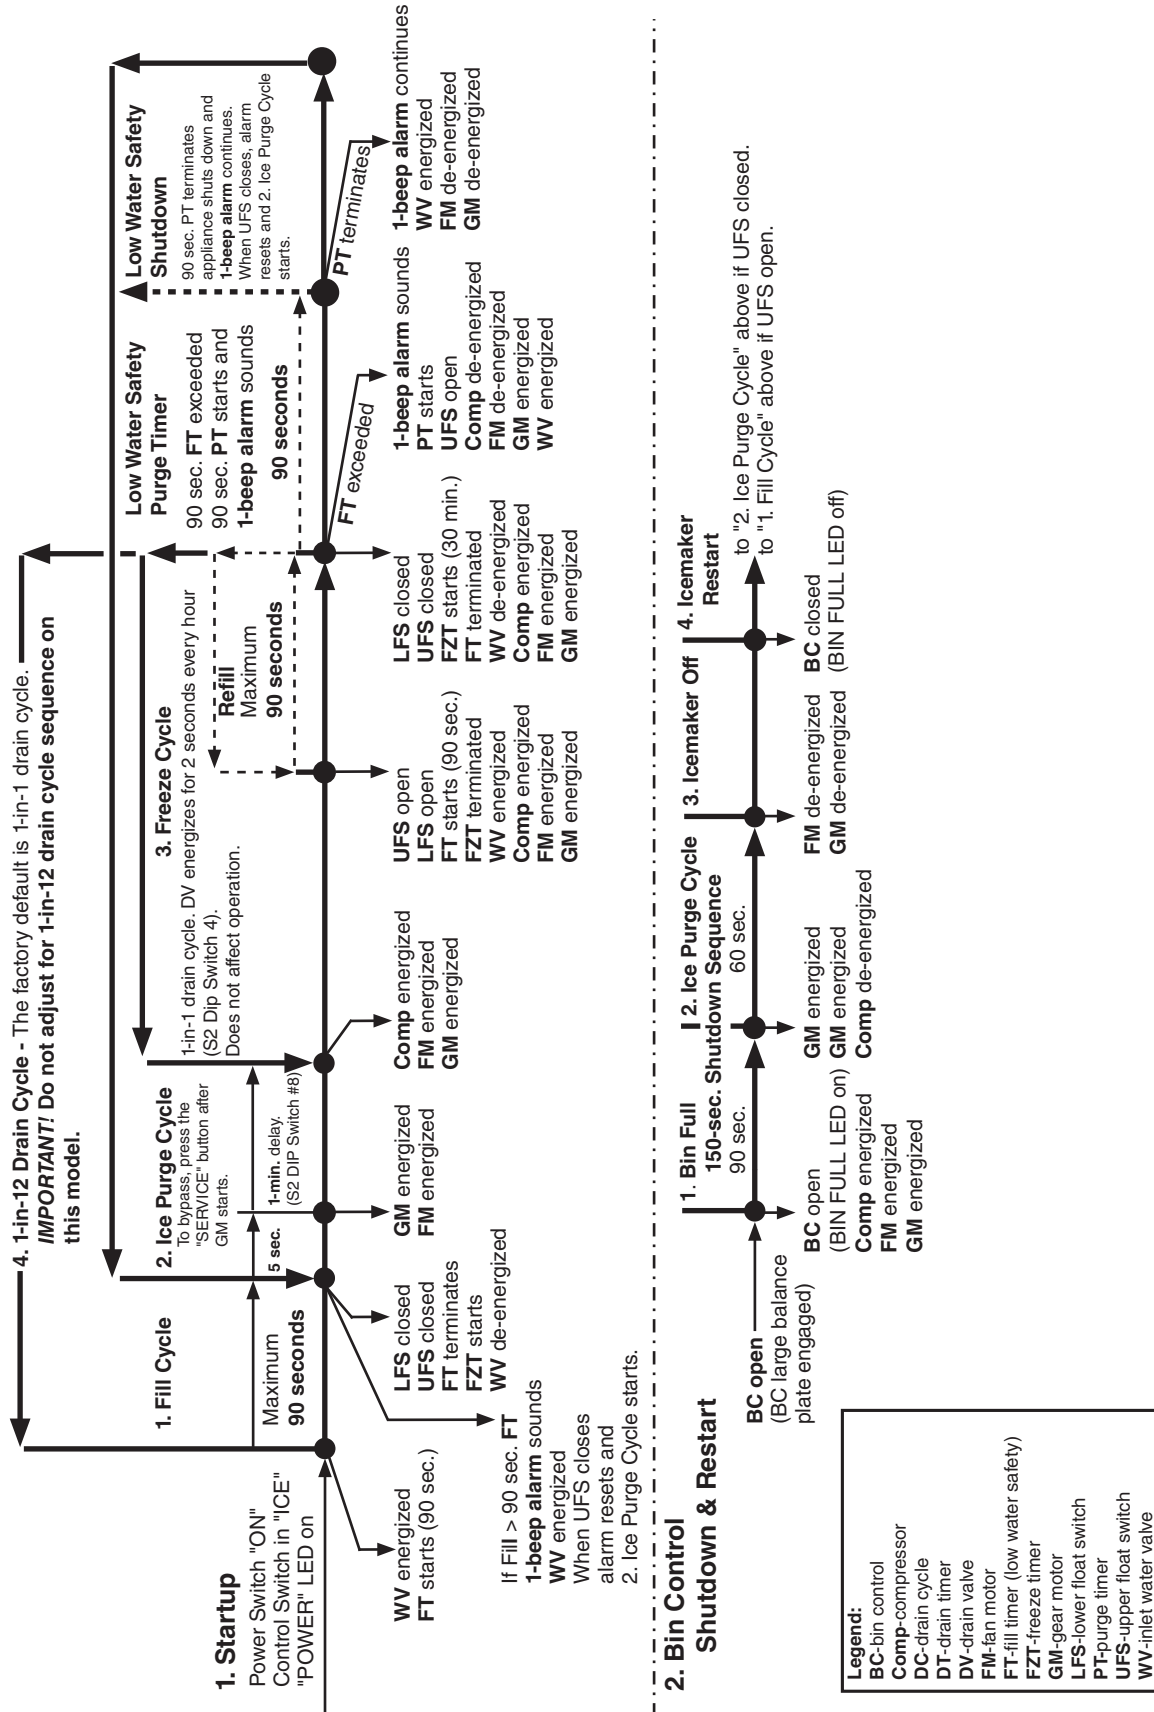 1. Startup
Power Switch "ON"
Control Switch in "ICE"
"POWER" LED on
4. 1-in-12 Drain Cycle - The factory default is 1-in-1 drain cycle.
IMPORTANT! Do not adjust for 1-in-12 drain cycle sequence on
this model.
1. Fill Cycle
Maximum
90 seconds
2. Ice Purge Cycle
To bypass, press the
"SERVICE" button after
GM starts.
5 sec.
1-min. delay.
(S2 DIP Switch #8)
3. Freeze Cycle
1-in-1 drain cycle. DV energizes for 2 seconds every hour
(S2 Dip Switch 4).
Does not affect operation.
Refill
Maximum
90 seconds
Low Water Safety
Purge Timer
90 sec. FT exceeded
90 sec. PT starts and
1-beep alarm sounds
90 seconds
Low Water Safety
Shutdown
90 sec. PT terminates
appliance shuts down and
1-beep alarm continues.
When UFS closes, alarm
resets and 2. Ice Purge Cycle
starts.
WV energized
FT starts (90 sec.)
If Fill > 90 sec. FT
1-beep alarm sounds
WV energized
When UFS closes
alarm resets and
2. Ice Purge Cycle starts.
LFS closed
UFS closed
FT terminates
FZT starts
WV de-energized
GM energized
FM energized
Comp energized
FM energized
GM energized
UFS open
LFS open
FT starts (90 sec.)
FZT terminated
WV energized
Comp energized
FM energized
GM energized
LFS closed
UFS closed
FZT starts (30 min.)
FT terminated
WV de-energized
Comp energized
FM energized
GM energized
FT exceeded
1-beep alarm sounds
PT starts
UFS open
Comp de-energized
FM de-energized
GM energized
WV energized
PT terminates
1-beep alarm continues
WV energized
FM de-energized
GM de-energized
2. Bin Control
Shutdown & Restart
BC open
(BC large balance
plate engaged)
1. Bin Full
2. Ice Purge Cycle
150-sec. Shutdown Sequence
90 sec.
60 sec.
3. Icemaker Off
4. Icemaker
Restart
BC open
(BIN FULL LED on)
Comp energized
FM energized
GM energized
GM energized
GM energized
Comp de-energized
FM de-energized
GM de-energized
BC closed
(BIN FULL LED off)
to "2. Ice Purge Cycle" above if UFS closed.
to "1. Fill Cycle" above if UFS open.
Legend:
BC-bin control
Comp-compressor
DC-drain cycle
DT-drain timer
DV-drain valve
FM-fan motor
FT-fill timer (low water safety)
FZT-freeze timer
GM-gear motor
LFS-lower float switch
PT-purge timer
UFS-upper float switch
WV-inlet water valve